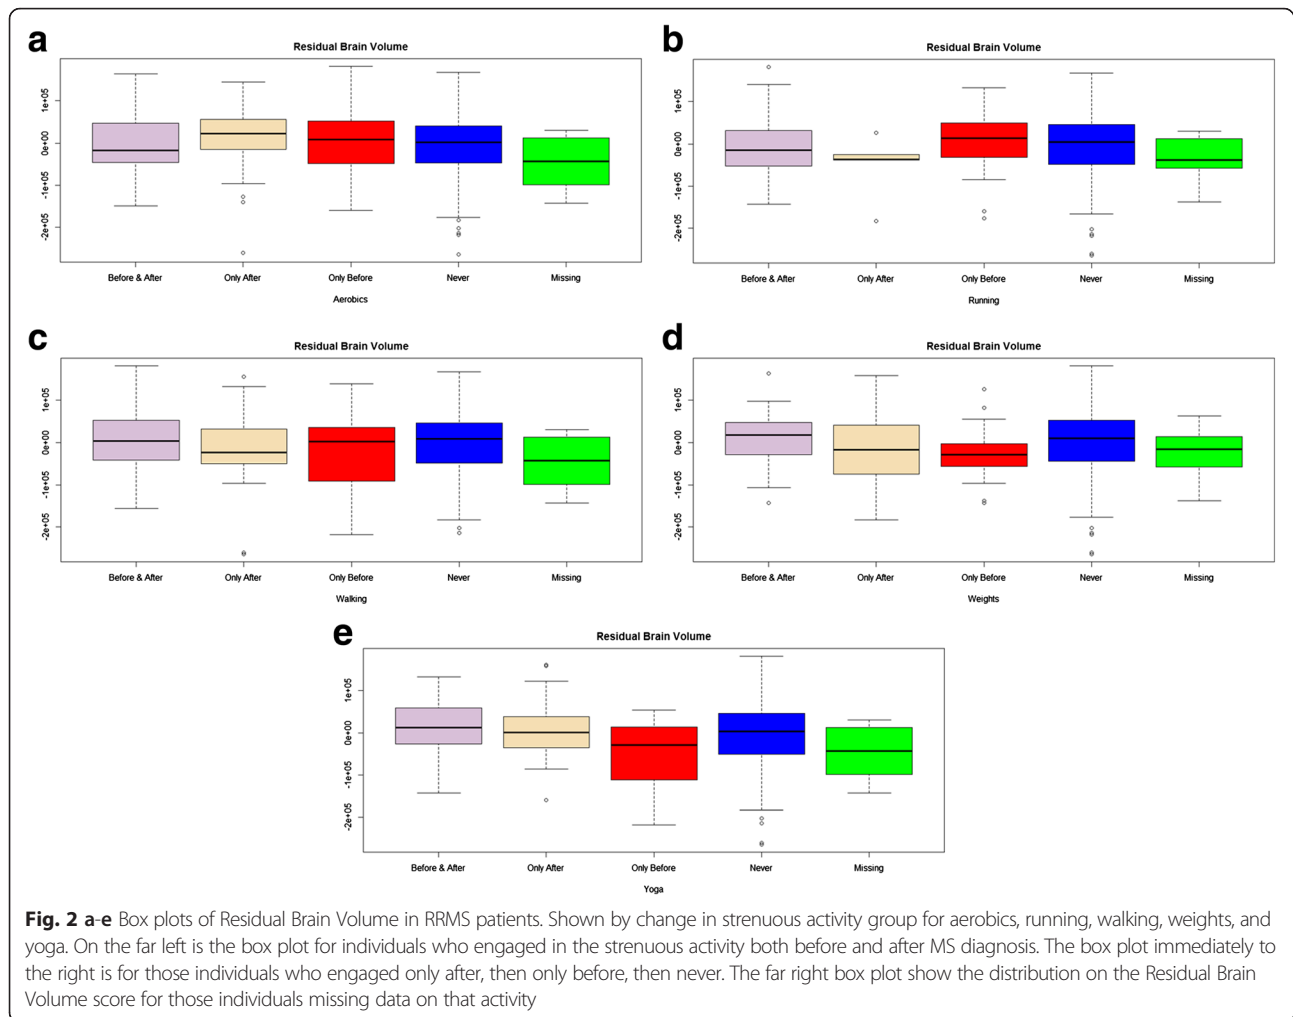 a
Residual Brain Volume
1e+05
0e+00
-1e+05
-2e+05
Before & After Only After Only Before Never Missing
Aerobics
b
Residual Brain Volume
1e+05
0e+00
-1e+05
-2e+05
Before & After Only After Only Before Never Missing
Running
c
Residual Brain Volume
1e+05
0e+00
-1e+05
-2e+05
Before & After Only After Only Before Never Missing
Walking
d
Residual Brain Volume
1e+05
0e+00
-1e+05
-2e+05
Before & After Only After Only Before Never Missing
Weights
e
Residual Brain Volume
1e+05
0e+00
-1e+05
-2e+05
Before & After Only After Only Before Never Missing
Yoga
Fig. 2 a-e Box plots of Residual Brain Volume in RRMS patients. Shown by change in strenuous activity group for aerobics, running, walking, weights, and
yoga. On the far left is the box plot for individuals who engaged in the strenuous activity both before and after MS diagnosis. The box plot immediately to
the right is for those individuals who engaged only after, then only before, then never. The far right box plot show the distribution on the Residual Brain
Volume score for those individuals missing data on that activity